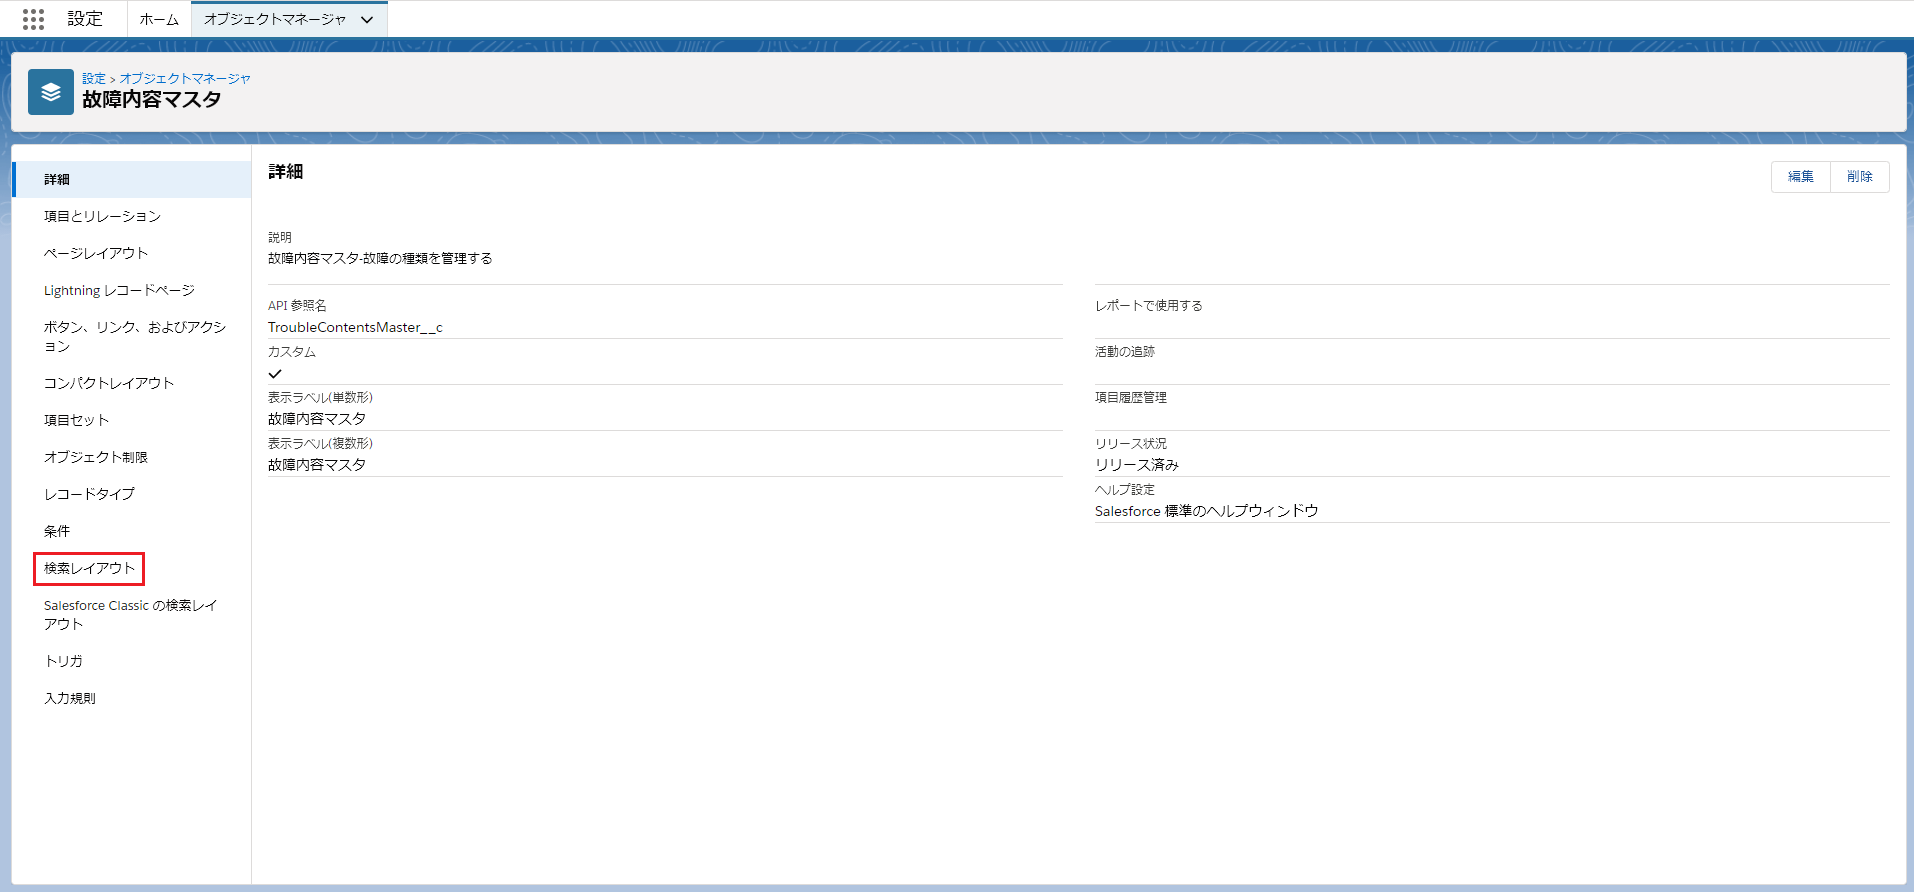 設定
ホーム
オブジェクトマネージャ
設定 > オブジェクトマネージャ
故障内容マスタ
詳細
項目とリレーション
ページレイアウト
Lightning レコードページ
ボタン、リンク、およびアクシ
ョン
コンパクトレイアウト
項目セット
オブジェクト制限
レコードタイプ
条件
検索レイアウト
Salesforce Classic の検索レイ
アウト
トリガ
入力規則
詳細
編集
削除
説明
故障内容マスタ-故障の種類を管理する
API 参照名
TroubleContentsMaster__c
カスタム
表示ラベル(単数形)
故障内容マスタ
表示ラベル(複数形)
故障内容マスタ
レポートで使用する
活動の追跡
項目履歴管理
リリース状況
リリース済み
ヘルプ設定
Salesforce 標準のヘルプウィンドウ